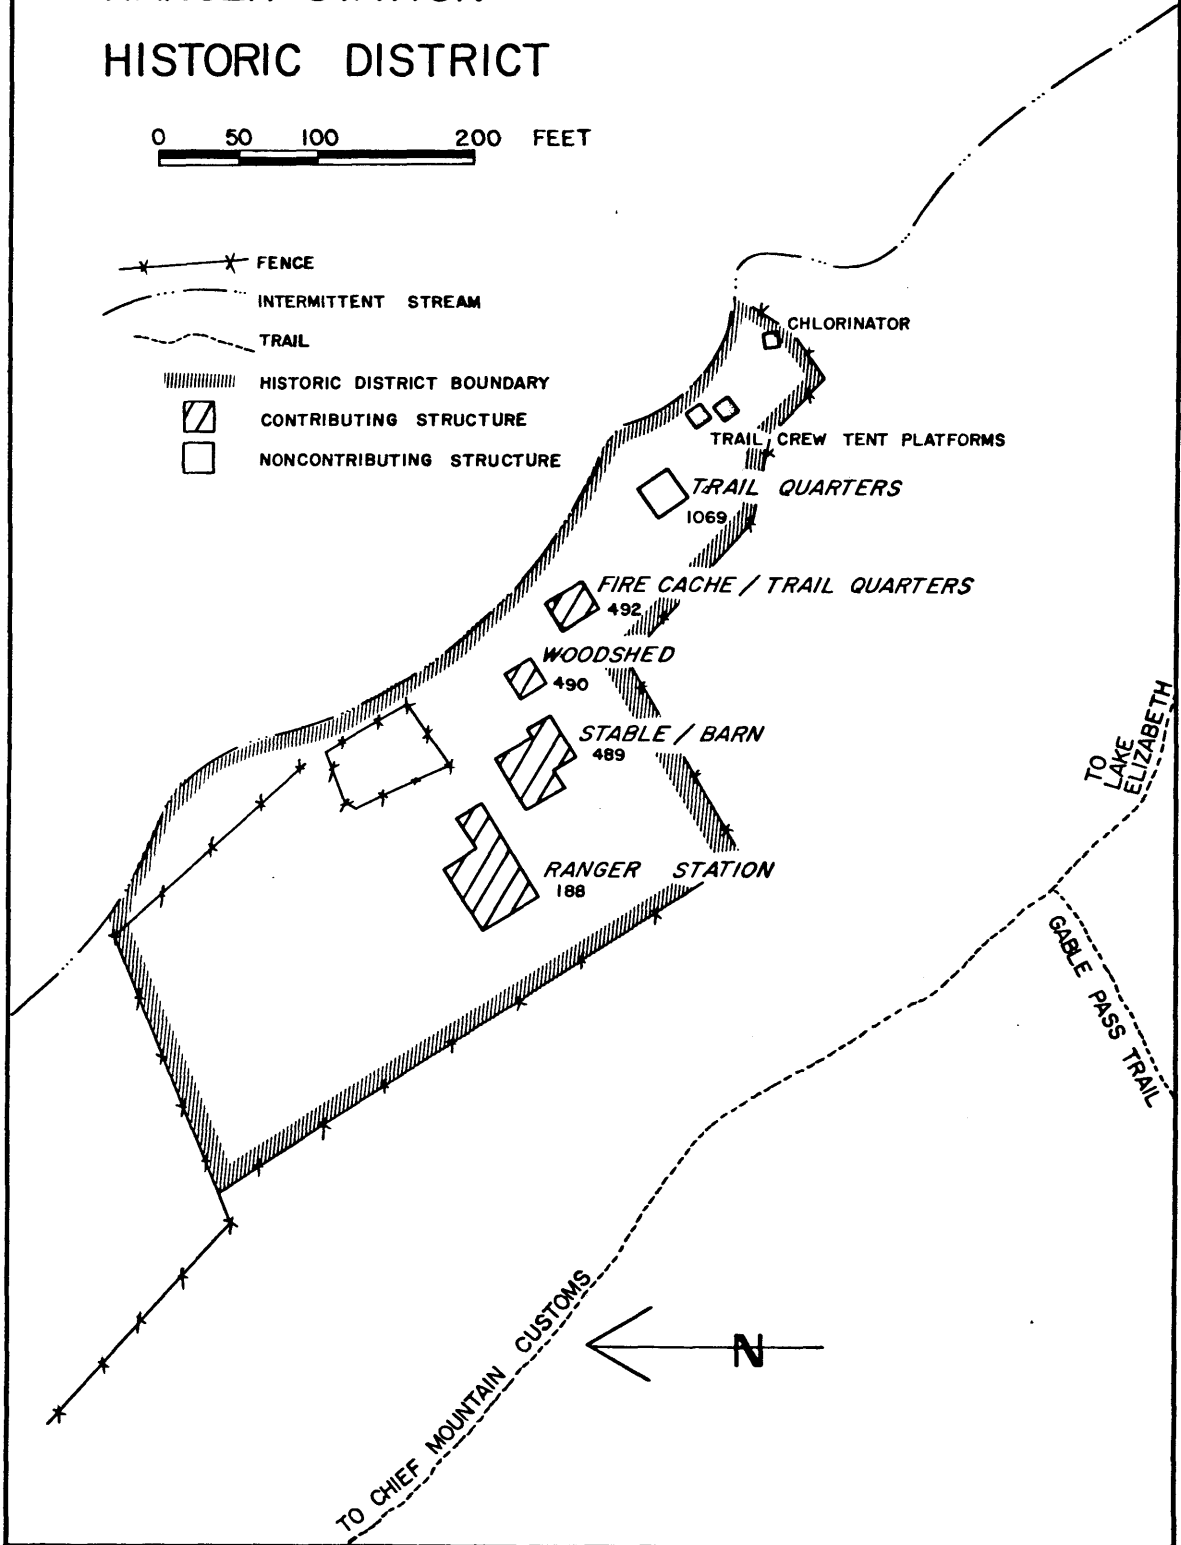 HISTORIC DISTRICT
0 50 100 200 FEET
FENCE
INTERMITTENT STREAM
TRAIL
HISTORIC DISTRICT BOUNDARY
CONTRIBUTING STRUCTURE
NONCONTRIBUTING STRUCTURE
CHLORINATOR
TRAIL CREW TENT PLATFORMS
TRAIL QUARTERS
1069
FIRE CACHE / TRAIL QUARTERS
492
WOODSHED
490
STABLE / BARN
489
RANGER STATION
188
TO
LAKE
ELIZABETH
GABLE PASS TRAIL
TO CHIEF MOUNTAIN CUSTOMS
N